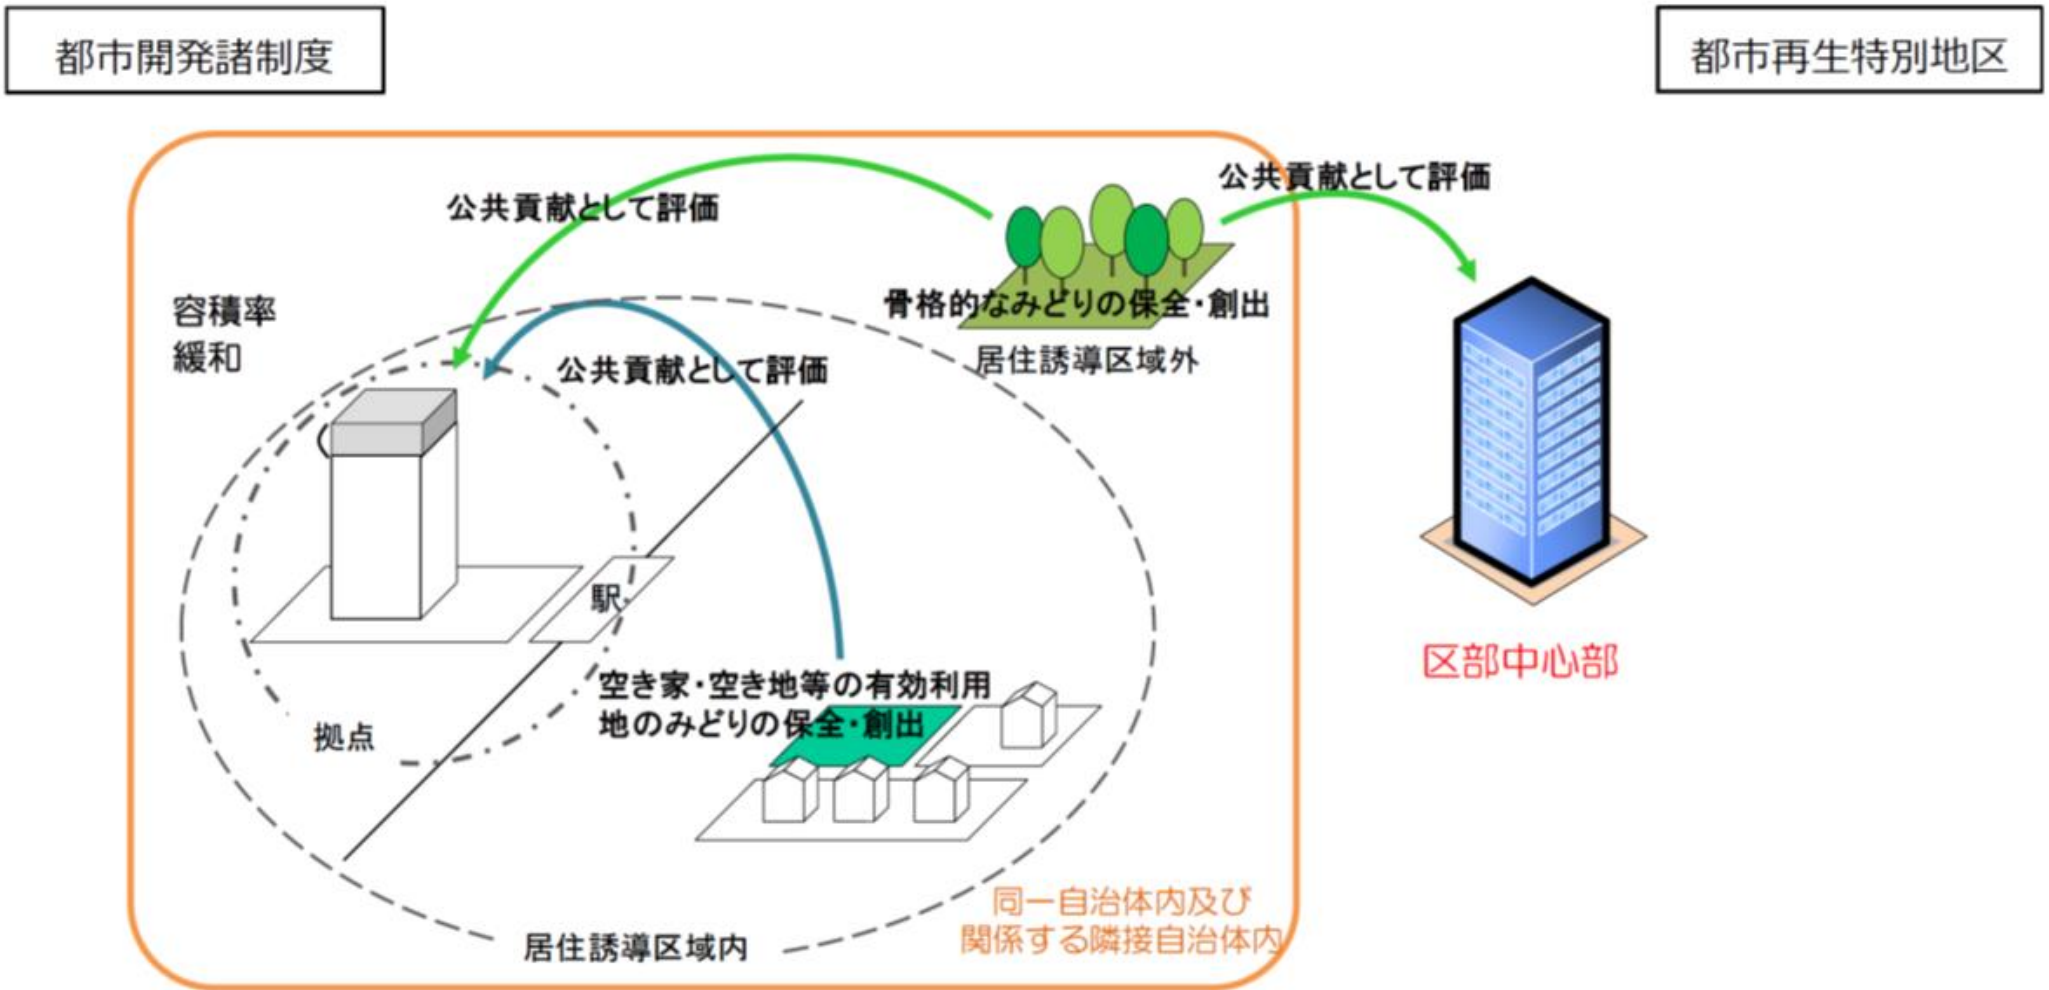 都市開発諸制度
都市再生特別地区
公共貢献として評価
公共貢献として評価
容積率
緩和
骨格的なみどりの保全・創出
居住誘導区域外
公共貢献として評価
駅
区部中心部
空き家・空き地等の有効利用
地のみどりの保全・創出
拠点
同一自治体内及び
関係する隣接自治体内
居住誘導区域内